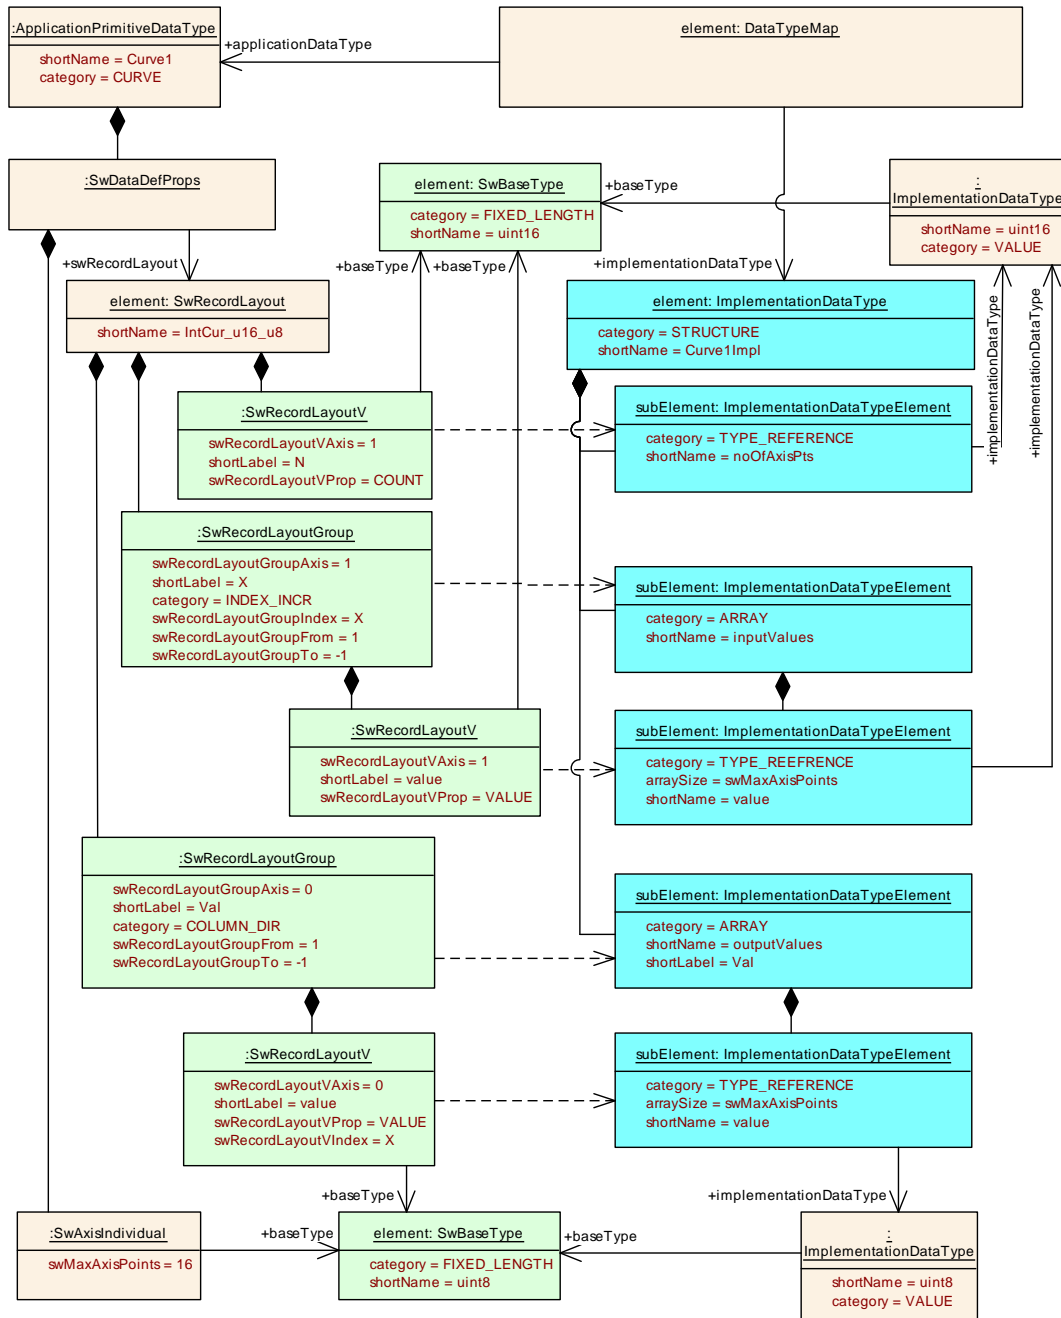 :ApplicationPrimitiveDataType
shortName = Curve1
category = CURVE
+applicationDataType
element: DataTypeMap
:SwDataDefProps
element: SwBaseType
category = FIXED_LENGTH
shortName = uint16
+baseType
:
ImplementationDataType
shortName = uint16
category = VALUE
+swRecordLayout
+baseType
+baseType
+implementationDataType
element: SwRecordLayout
shortName = IntCur_u16_u8
element: ImplementationDataType
category = STRUCTURE
shortName = Curve1Impl
+implementationDataType
+implementationDataType
:SwRecordLayoutV
swRecordLayoutVAxis = 1
shortLabel = N
swRecordLayoutVProp = COUNT
subElement: ImplementationDataTypeElement
category = TYPE_REFERENCE
shortName = noOfAxisPts
:SwRecordLayoutGroup
swRecordLayoutGroupAxis = 1
shortLabel = X
category = INDEX_INCR
swRecordLayoutGroupIndex = X
swRecordLayoutGroupFrom = 1
swRecordLayoutGroupTo = -1
subElement: ImplementationDataTypeElement
category = ARRAY
shortName = inputValues
:SwRecordLayoutV
swRecordLayoutVAxis = 1
shortLabel = value
swRecordLayoutVProp = VALUE
subElement: ImplementationDataTypeElement
category = TYPE_REEFRENCE
arraySize = swMaxAxisPoints
shortName = value
:SwRecordLayoutGroup
swRecordLayoutGroupAxis = 0
shortLabel = Val
category = COLUMN_DIR
swRecordLayoutGroupFrom = 1
swRecordLayoutGroupTo = -1
subElement: ImplementationDataTypeElement
category = ARRAY
shortName = outputValues
shortLabel = Val
:SwRecordLayoutV
swRecordLayoutVAxis = 0
shortLabel = value
swRecordLayoutVProp = VALUE
swRecordLayoutVIndex = X
subElement: ImplementationDataTypeElement
category = TYPE_REFERENCE
arraySize = swMaxAxisPoints
shortName = value
+baseType
+implementationDataType
:SwAxisIndividual
swMaxAxisPoints = 16
+baseType
element: SwBaseType
category = FIXED_LENGTH
shortName = uint8
+baseType
:
ImplementationDataType
shortName = uint8
category = VALUE